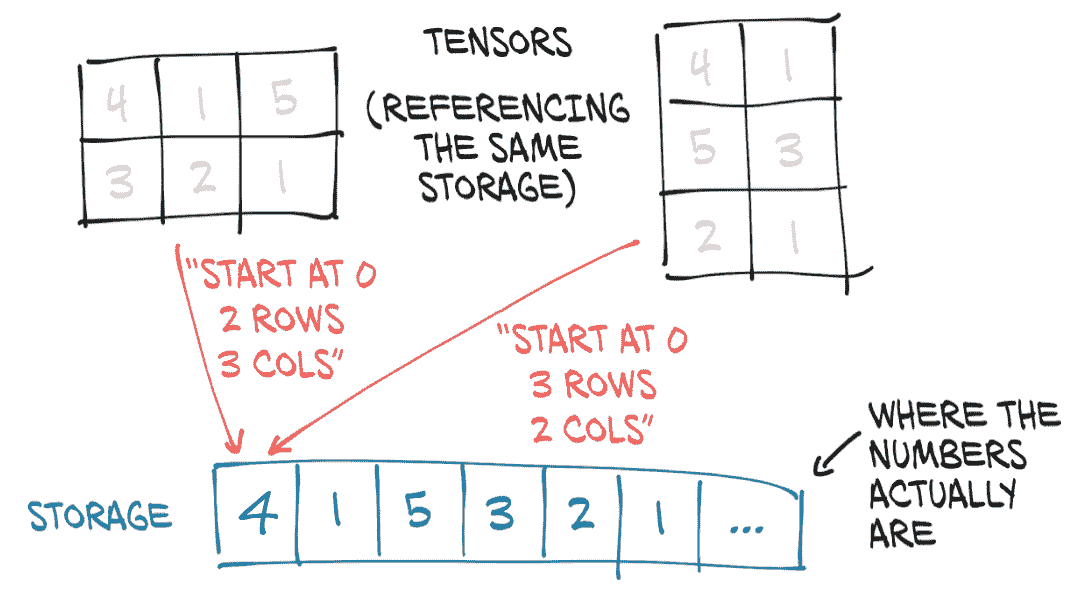 TENSORS
(REFERENCING
THE SAME
STORAGE)
4 1 5
3 2 1
4 1
5 3
2 1
"START AT 0
2 ROWS
3 COLS"
"START AT 0
3 ROWS
2 COLS"
WHERE THE
NUMBERS
ACTUALLY
ARE
STORAGE
4 1 5 3 2 1 ...